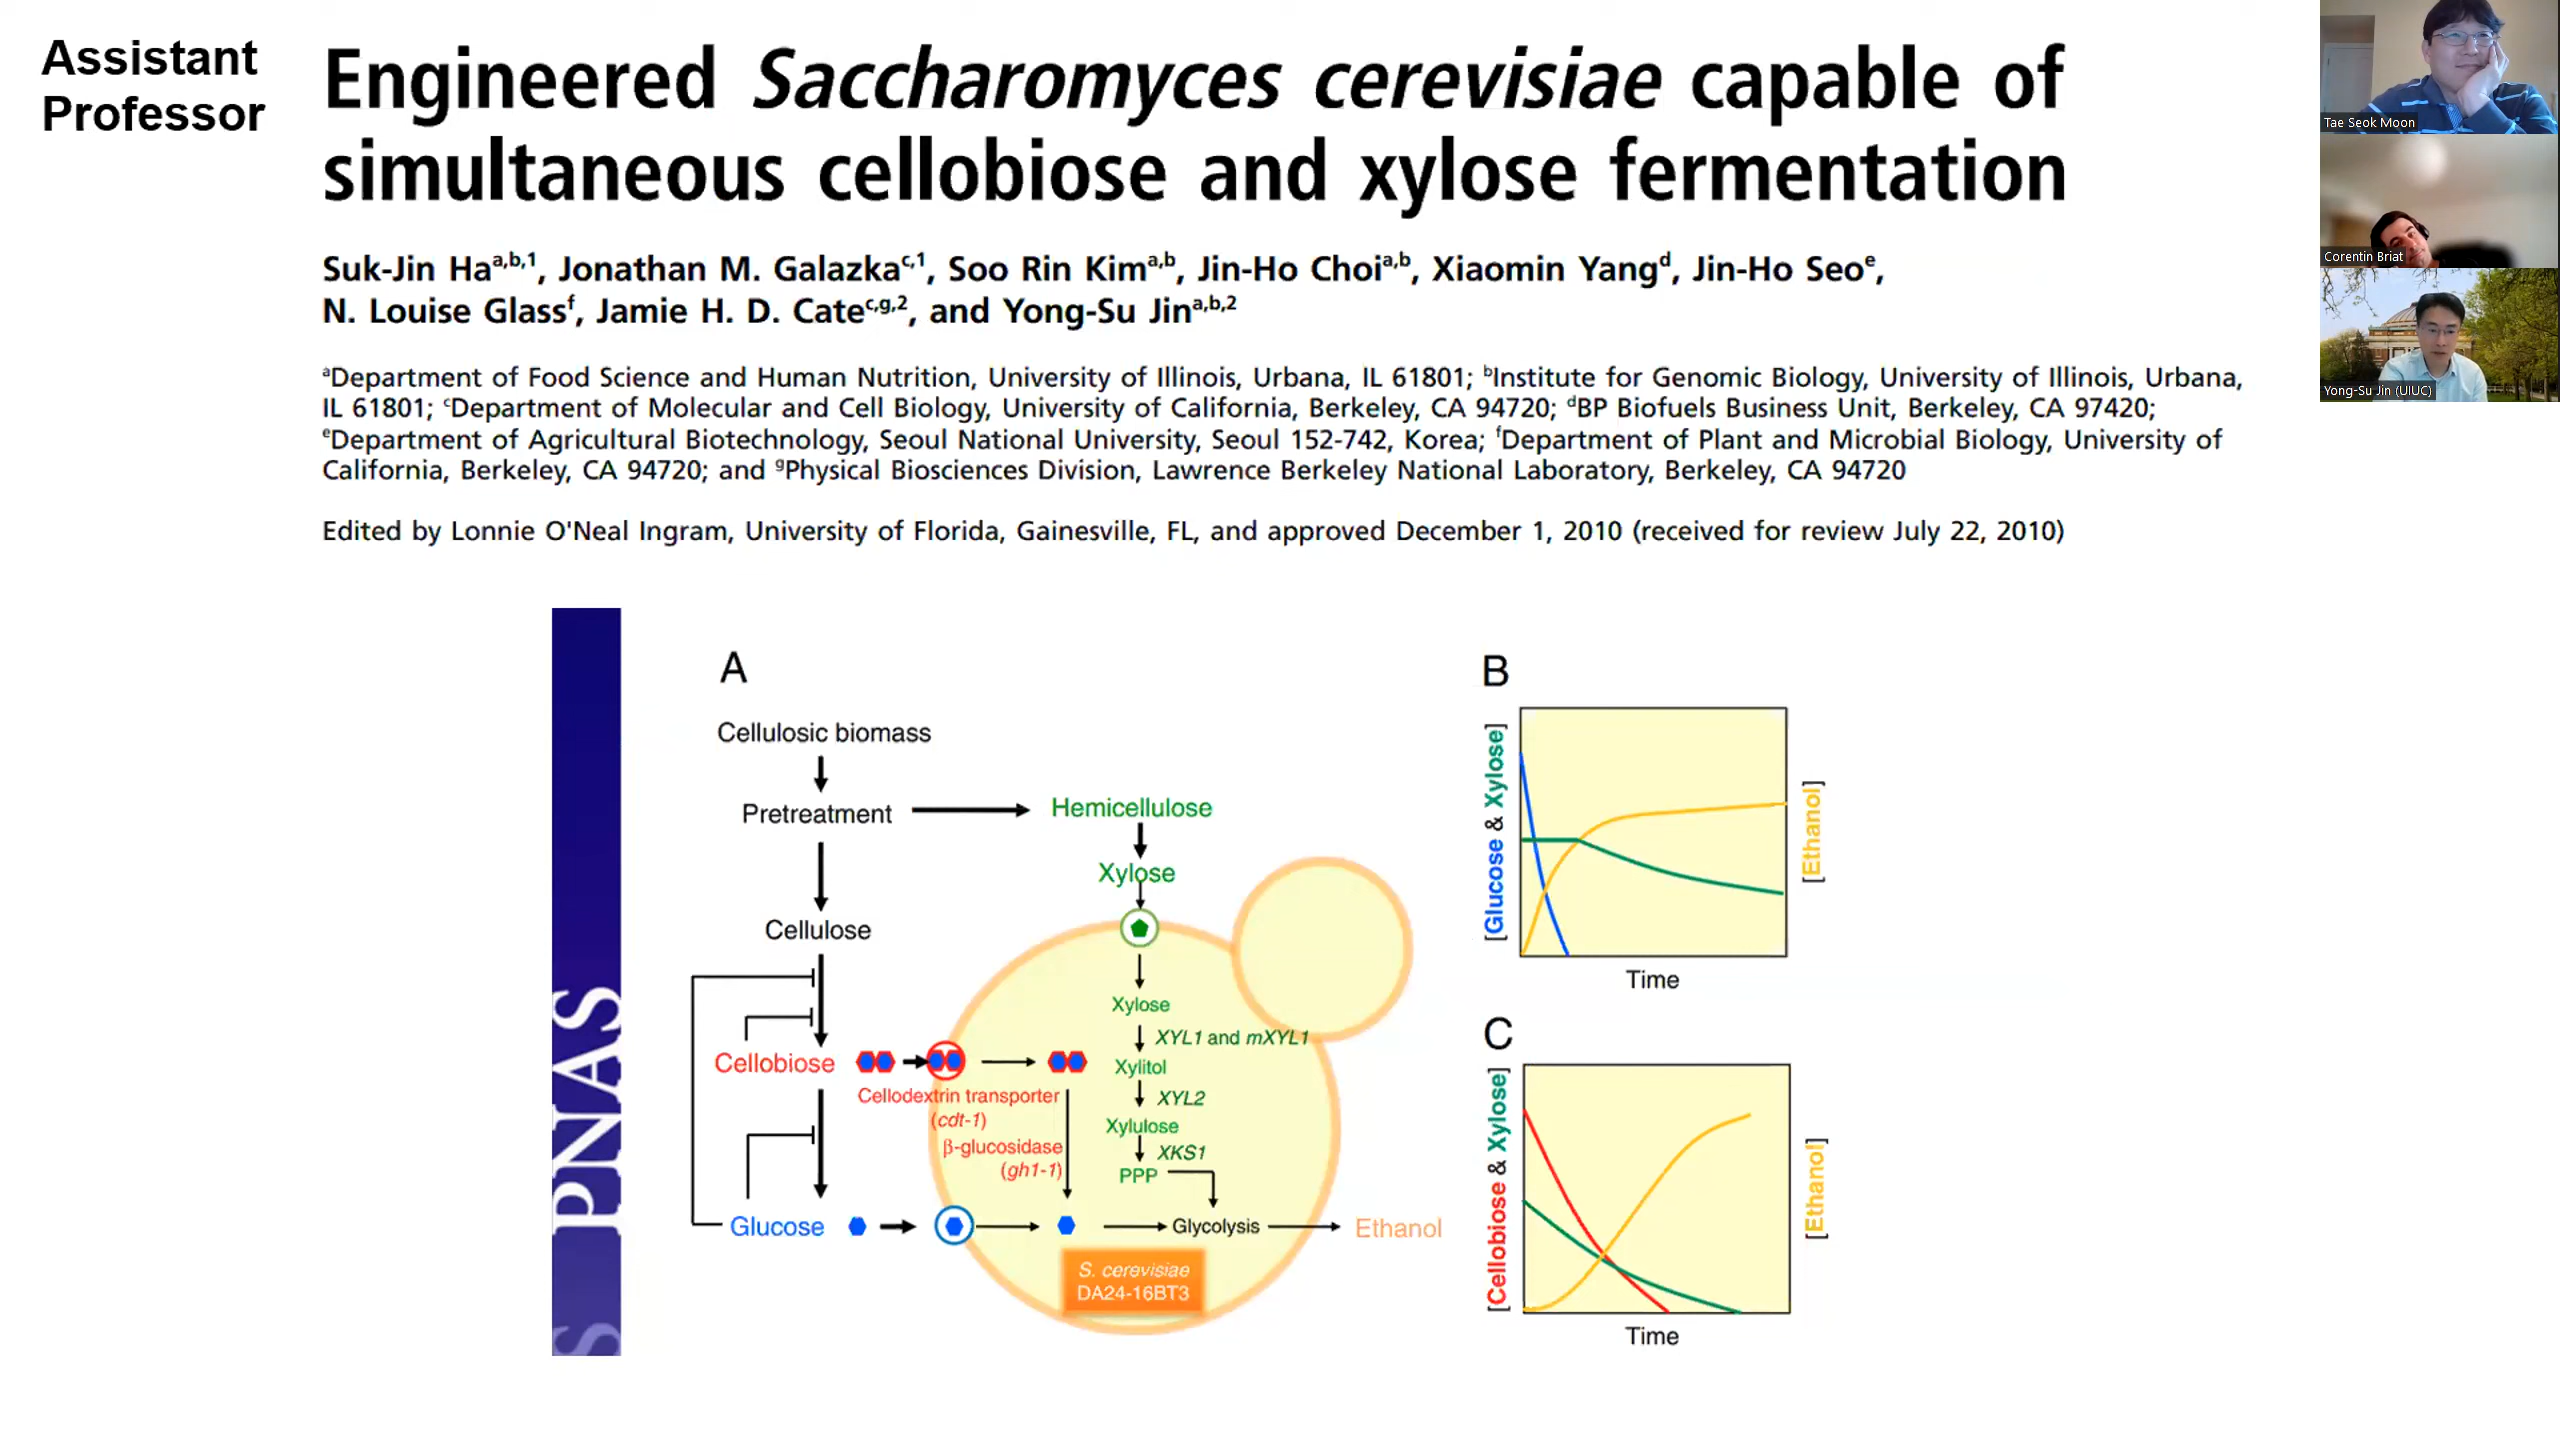 Assistant
Professor
Engineered Saccharomyces cerevisiae capable of
simultaneous cellobiose and xylose fermentation
Suk-Jin Haa,b,1, Jonathan M. Galazkac,1, Soo Rin Kima,b, Jin-Ho Choia,b, Xiaomin Yangd, Jin-Ho Seoe,
N. Louise Glassf, Jamie H. D. Catec,g,2, and Yong-Su Jina,b,2
aDepartment of Food Science and Human Nutrition, University of Illinois, Urbana, IL 61801; bInstitute for Genomic Biology, University of Illinois, Urbana,
IL 61801; cDepartment of Molecular and Cell Biology, University of California, Berkeley, CA 94720; dBP Biofuels Business Unit, Berkeley, CA 97420;
eDepartment of Agricultural Biotechnology, Seoul National University, Seoul 152-742, Korea; fDepartment of Plant and Microbial Biology, University of
California, Berkeley, CA 94720; and gPhysical Biosciences Division, Lawrence Berkeley National Laboratory, Berkeley, CA 94720
Edited by Lonnie O'Neal Ingram, University of Florida, Gainesville, FL, and approved December 1, 2010 (received for review July 22, 2010)
Tae Seok Moon
Corentin Briat
Yong-Su Jin (UIUC)
S PNAS
A
Cellulosic biomass
Pretreatment
Hemicellulose
Xylose
Cellulose
Xylose
XYL1 and mXYL1
Cellobiose
Xylitol
Cellodextrin transporter
(cdt-1)
XYL2
Xylulose
β-glucosidase
(gh1-1)
XKS1
PPP
Glucose
Glycolysis
Ethanol
S. cerevisiae
DA24-16BT3
B
[Glucose & Xylose]
[Ethanol]
Time
C
[Cellobiose & Xylose]
[Ethanol]
Time